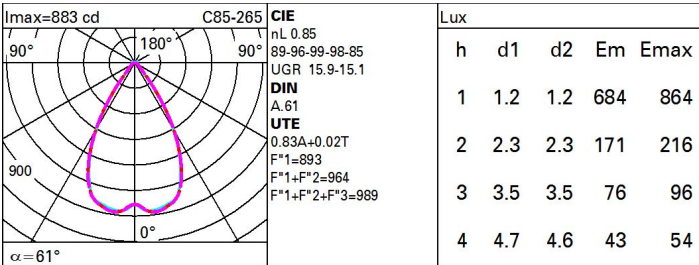 Imax=883 cd C85-265
90° 180° 90°
900
0°
α=61°
CIE
nL 0.85
89-96-99-98-85
UGR 15.9-15.1
DIN
A.61
UTE
0.83A+0.02T
F"1=893
F"1+F"2=964
F"1+F"2+F"3=989
Lux
h d1 d2 Em Emax
1 1.2 1.2 684 864
2 2.3 2.3 171 216
3 3.5 3.5 76 96
4 4.7 4.6 43 54